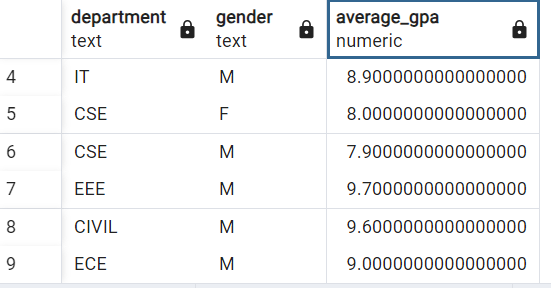 department gender average_gpa
text text numeric
4 IT M 8.9000000000000000
5 CSE F 8.0000000000000000
6 CSE M 7.9000000000000000
7 EEE M 9.7000000000000000
8 CIVIL M 9.6000000000000000
9 ECE M 9.0000000000000000